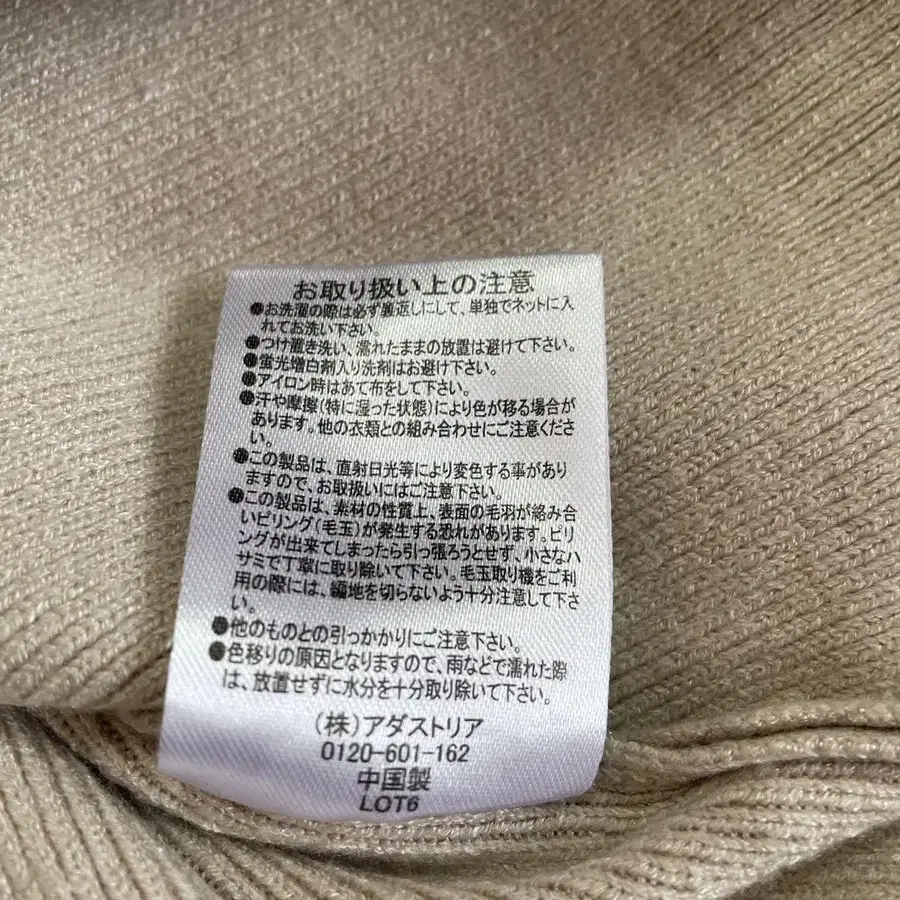 お取り扱い上の注意
●お洗濯の際は必ず裏返しにして、単独でネットに入
れてお洗い下さい。
●つけ置き洗い、濡れたままの放置は避けて下さい。
●蛍光増白剤入り洗剤はお避け下さい。
●アイロン時はあて布をして下さい。
●汗や摩擦(特に湿った状態)により色が移る場合が
あります。他の衣類との組み合わせにご注意くださ
い。
●この製品は、直射日光等により変色する事があり
ますので、お取扱いにはご注意下さい。
●この製品は、素材の性質上、表面の毛羽が絡み合
いピリング(毛玉)が発生する恐れがあります。ピリ
ングが出来てしまったら引っ張ろうとせず、小さなハ
サミで丁寧に取り除いて下さい。毛玉取り機をご利
用の際には、編地を切らないよう十分注意して下さ
い。
●他のものとの引っかかりにご注意下さい。
●色移りの原因となりますので、雨などで濡れた際
は、放置せずに水分を十分取り除いて下さい。
(株)アダストリア
0120-601-162
中国製
LOT6